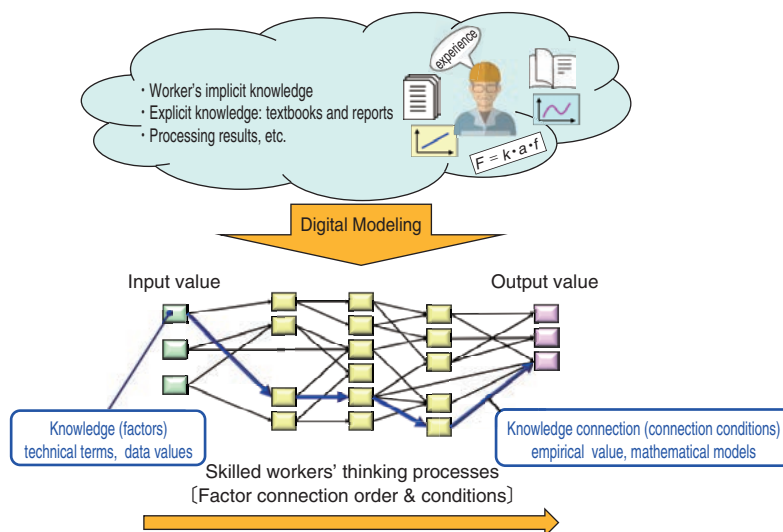 experience
・Worker's implicit knowledge
・Explicit knowledge: textbooks and reports
・Processing results, etc.
F = k・a・f
Digital Modeling
Input value
Output value
Knowledge (factors)
technical terms, data values
Knowledge connection (connection conditions)
empirical value, mathematical models
Skilled workers' thinking processes
〔Factor connection order & conditions〕